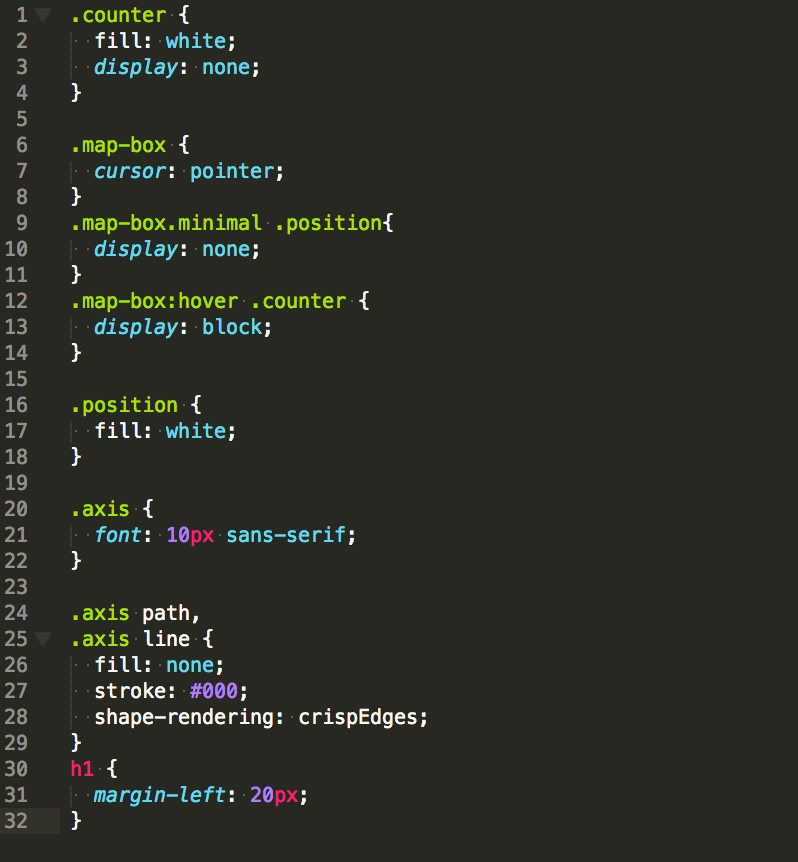 1 .counter {
2   fill: white;
3   display: none;
4 }
5
6 .map-box {
7   cursor: pointer;
8 }
9 .map-box.minimal .position{
10   display: none;
11 }
12 .map-box:hover .counter {
13   display: block;
14 }
15
16 .position {
17   fill: white;
18 }
19
20 .axis {
21   font: 10px sans-serif;
22 }
23
24 .axis path,
25 .axis line {
26   fill: none;
27   stroke: #000;
28   shape-rendering: crispEdges;
29 }
30 h1 {
31   margin-left: 20px;
32 }